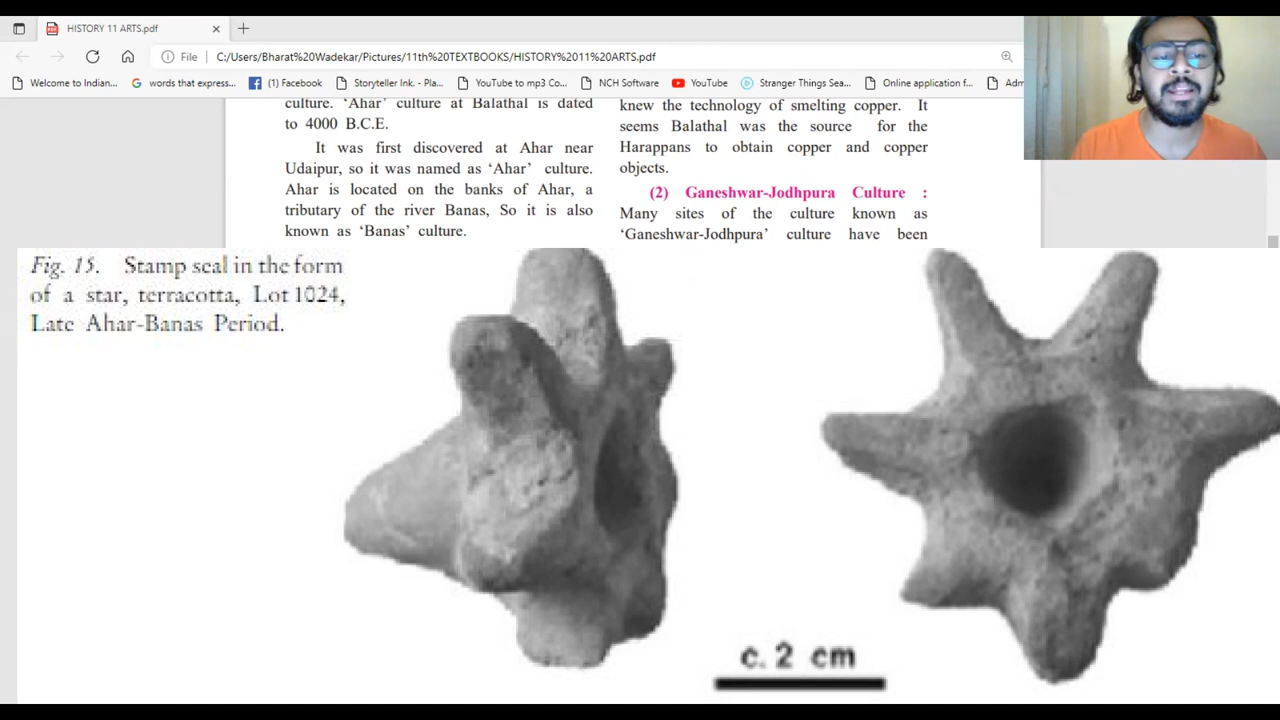 HISTORY 11 ARTS.pdf
File C:/Users/Bharat%20Wadekar/Pictures/11th%20TEXTBOOKS/HISTORY%2011%20ARTS.pdf
Welcome to Indian... words that express... (1) Facebook Storyteller Ink. - Pla... YouTube to mp3 Co... NCH Software YouTube Stranger Things Sea... Online application f... Adm
culture. ‘Ahar’ culture at Balathal is dated
to 4000 B.C.E.
It was first discovered at Ahar near
Udaipur, so it was named as ‘Ahar’ culture.
Ahar is located on the banks of Ahar, a
tributary of the river Banas, So it is also
known as ‘Banas’ culture.
knew the technology of smelting copper. It
seems Balathal was the source for the
Harappans to obtain copper and copper
objects.
(2) Ganeshwar-Jodhpura Culture :
Many sites of the culture known as
‘Ganeshwar-Jodhpura’ culture have been
Fig. 15. Stamp seal in the form
of a star, terracotta, Lot 1024,
Late Ahar-Banas Period.
c. 2 cm